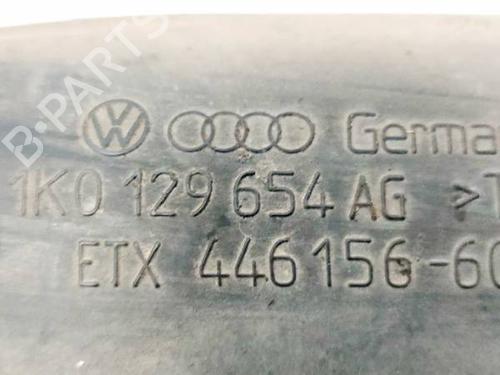 B-PARTS
Germa
1K0 129 654 AG >T
ETX 446156-60